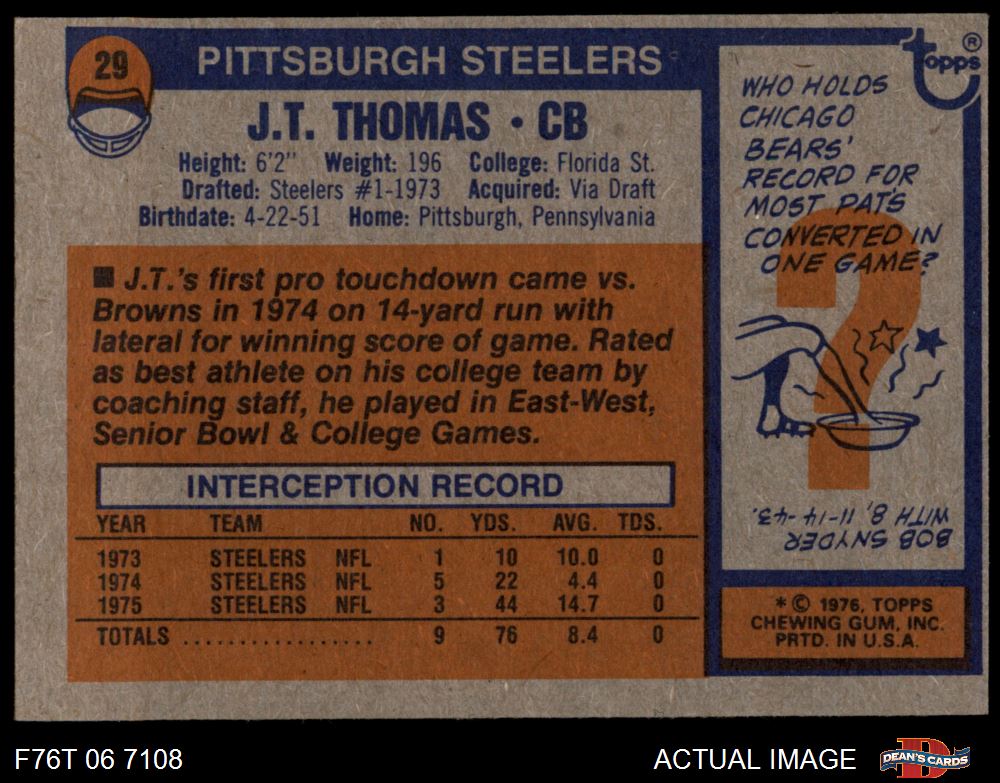 29
PITTSBURGH STEELERS
J.T. THOMAS • CB
Height: 6'2" Weight: 196 College: Florida St.
Drafted: Steelers #1-1973 Acquired: Via Draft
Birthdate: 4-22-51 Home: Pittsburgh, Pennsylvania
■ J.T.'s first pro touchdown came vs.
Browns in 1974 on 14-yard run with
lateral for winning score of game. Rated
as best athlete on his college team by
coaching staff, he played in East-West,
Senior Bowl & College Games.
INTERCEPTION RECORD
YEAR TEAM NO. YDS. AVG. TDS.
1973 STEELERS NFL 1 10 10.0 0
1974 STEELERS NFL 5 22 4.4 0
1975 STEELERS NFL 3 44 14.7 0
TOTALS .................. 9 76 8.4 0
topps®
WHO HOLDS
CHICAGO
BEARS'
RECORD FOR
MOST PAT'S
CONVERTED IN
ONE GAME?
?
BOB SNYDER
WITH 8, 11-14-43.
* © 1976, TOPPS
CHEWING GUM, INC.
PRTD. IN U.S.A.
F76T 06 7108
ACTUAL IMAGE
D
DEAN'S CARDS